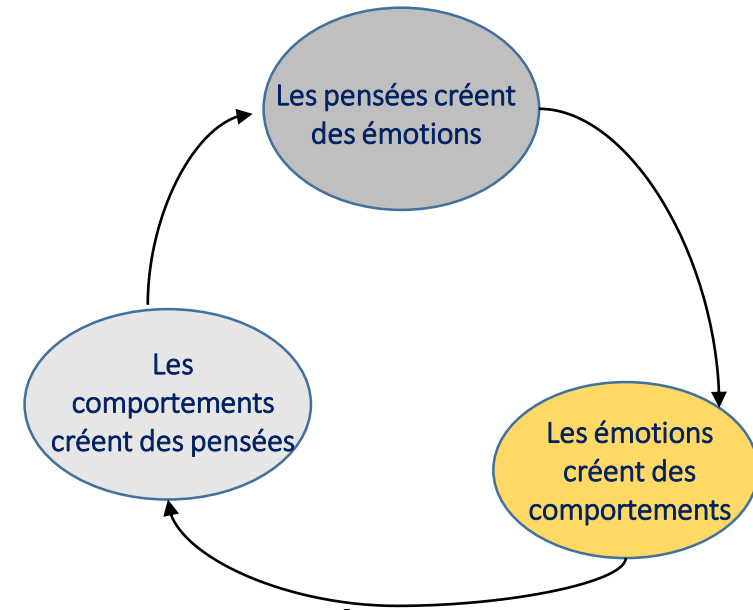 Les pensées créent
des émotions
Les émotions
créent des
comportements
Les
comportements
créent des pensées